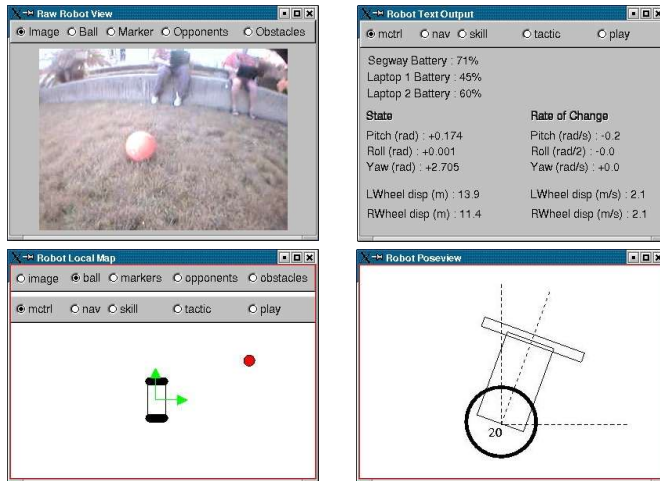 Raw Robot View
Image Ball Marker Opponents Obstacles
Robot Text Output
mctrl nav skill tactic play
Segway Battery : 71%
Laptop 1 Battery : 45%
Laptop 2 Battery : 60%
State Rate of Change
Pitch (rad) : +0.174 Pitch (rad/s) : -0.2
Roll (rad) : +0.001 Roll (rad/2) : -0.0
Yaw (rad) : +2.705 Yaw (rad/s) : +0.0
LWheel disp (m) : 13.9 LWheel disp (m/s) : 2.1
RWheel disp (m) : 11.4 RWheel disp (m/s) : 2.1
Robot Local Map
image ball markers opponents obstacles
mctrl nav skill tactic play
Robot Poseview
20